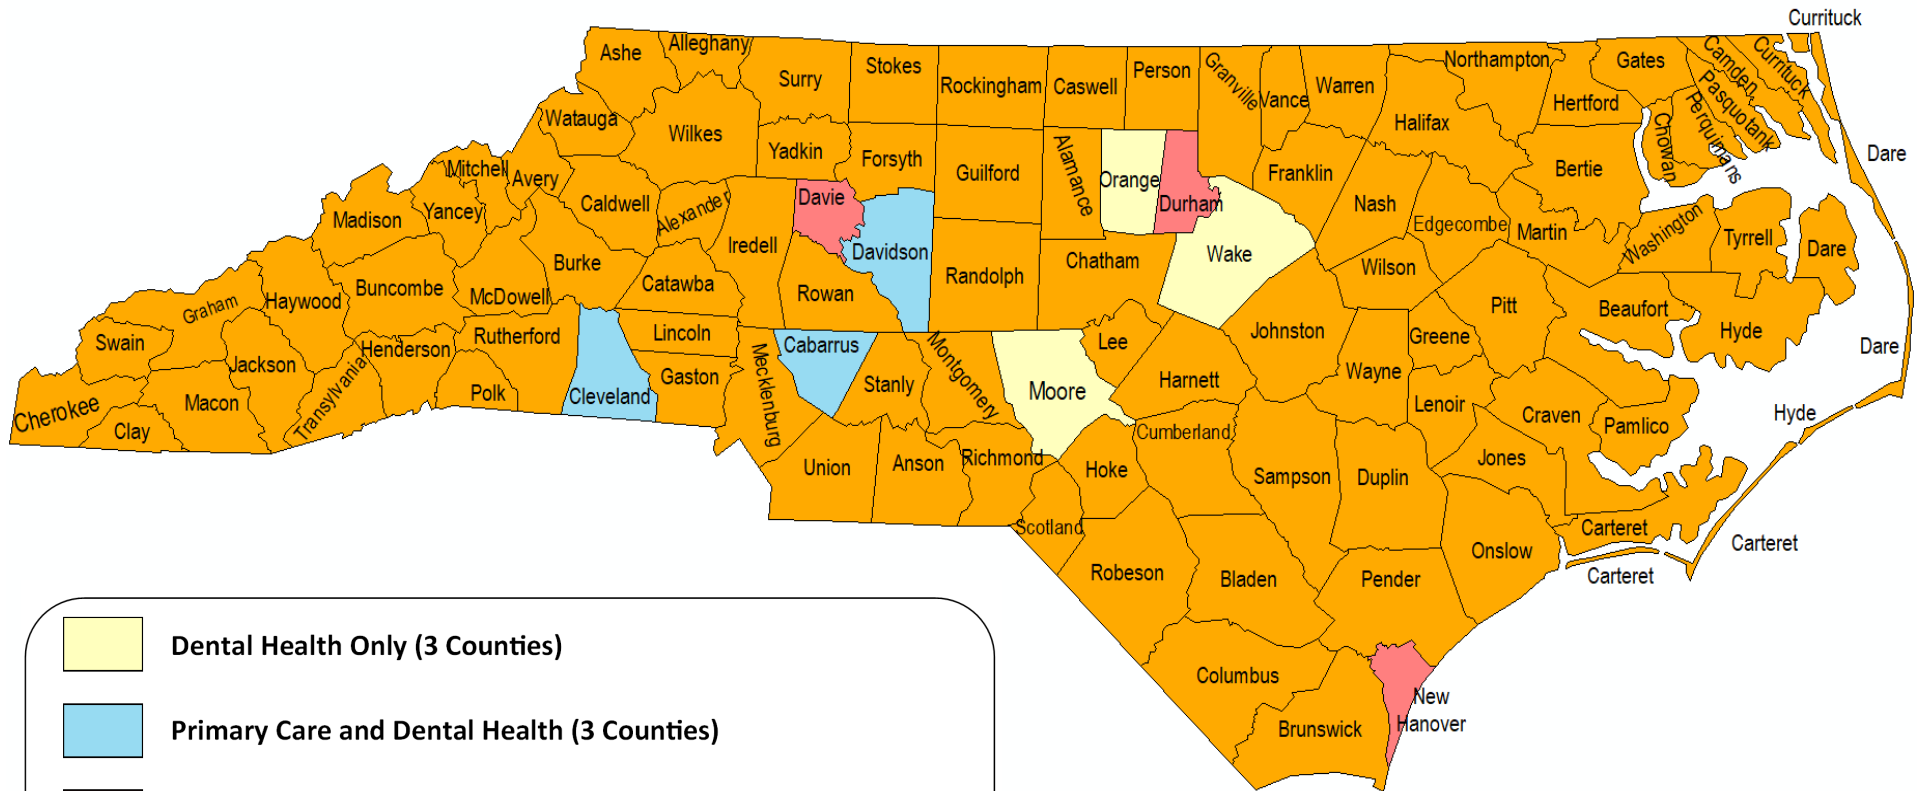 Currituck
Ashe
Alleghany
Surry
Stokes
Rockingham
Caswell
Person
Granville
Vance
Warren
Northampton
Gates
Camden
Currituck
Pasquotank
Perquimans
Chowan
Hertford
Halifax
Watauga
Wilkes
Yadkin
Forsyth
Guilford
Alamance
Orange
Durham
Franklin
Nash
Edgecombe
Bertie
Martin
Washington
Tyrrell
Dare
Dare
Mitchell
Avery
Caldwell
Alexander
Davie
Madison
Yancey
Iredell
Davidson
Randolph
Chatham
Wake
Wilson
Pitt
Beaufort
Hyde
Dare
Burke
Catawba
Rowan
Buncombe
McDowell
Haywood
Graham
Swain
Jackson
Henderson
Rutherford
Lincoln
Cabarrus
Mecklenburg
Stanly
Montgomery
Moore
Lee
Harnett
Johnston
Wayne
Greene
Lenoir
Craven
Pamlico
Hyde
Cherokee
Clay
Macon
Transylvania
Polk
Cleveland
Gaston
Union
Anson
Richmond
Scotland
Hoke
Cumberland
Sampson
Duplin
Jones
Carteret
Carteret
Carteret
Onslow
Robeson
Bladen
Pender
Columbus
Brunswick
New
Hanover
Dental Health Only (3 Counties)
Primary Care and Dental Health (3 Counties)